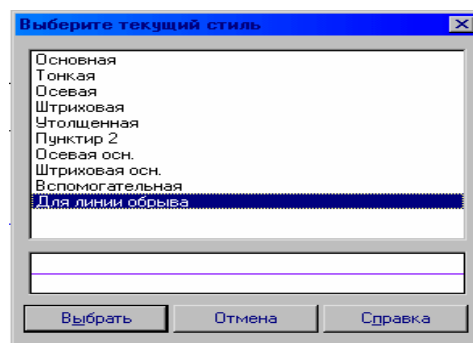 Выберите текущий стиль
Основная
Тонкая
Осевая
Штриховая
Утолщенная
Пунктир 2
Осевая осн.
Штриховая осн.
Вспомогательная
Для линии обрыва
Выбрать Отмена Справка